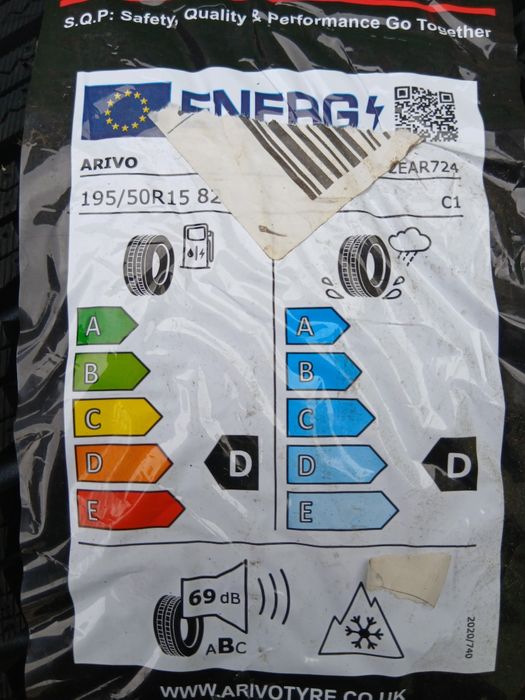 S.Q.P: Safety, Quality & Performance Go Together
ENERG
ARIVO
ZEAR724
195/50R15 82
C1
A
A
B
B
C
C
D
D
D
D
E
E
69 dB
ABC
2020/740
WWW.ARIVOTYRE.CO.UK